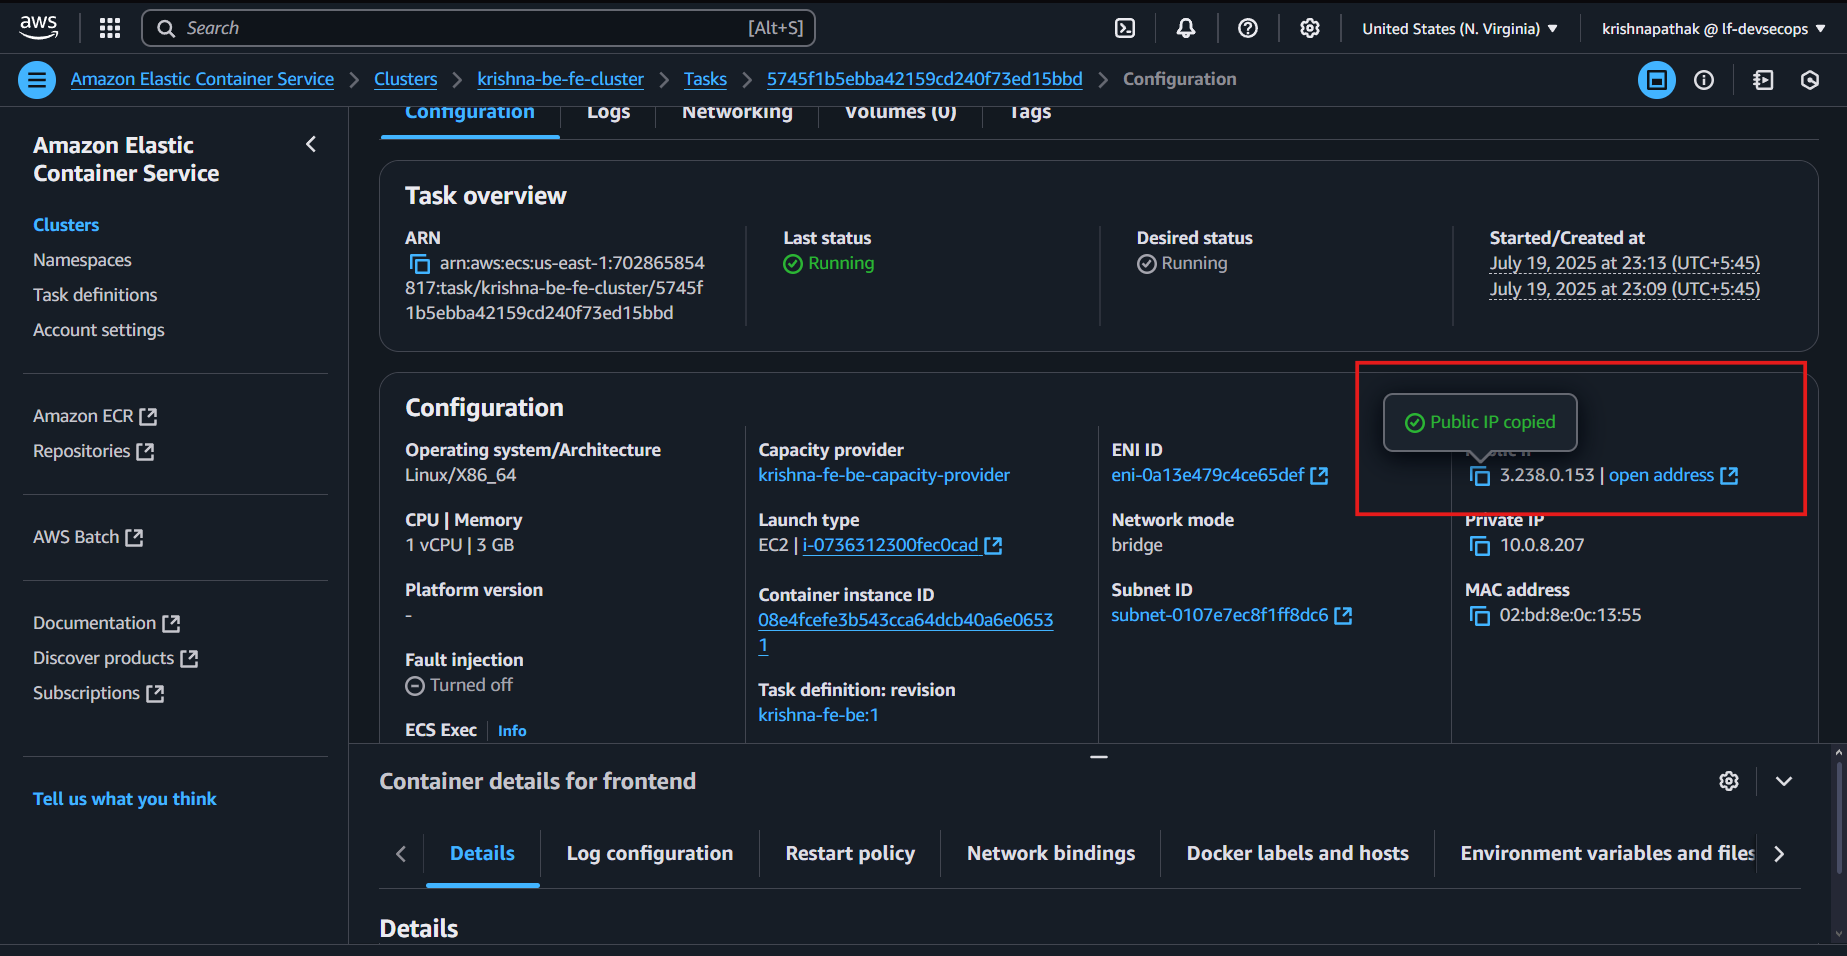 aws
Search [Alt+S]
United States (N. Virginia)
krishnapathak @ lf-devsecops
Amazon Elastic Container Service
Clusters
krishna-be-fe-cluster
Tasks
5745f1b5ebba42159cd240f73ed15bbd
Configuration
Amazon Elastic
Container Service
Clusters
Namespaces
Task definitions
Account settings
Amazon ECR
Repositories
AWS Batch
Documentation
Discover products
Subscriptions
Tell us what you think
Configuration
Logs
Networking
Volumes (0)
Tags
Task overview
ARN
arn:aws:ecs:us-east-1:702865854
817:task/krishna-be-fe-cluster/5745f
1b5ebba42159cd240f73ed15bbd
Last status
Running
Desired status
Running
Started/Created at
July 19, 2025 at 23:13 (UTC+5:45)
July 19, 2025 at 23:09 (UTC+5:45)
Configuration
Operating system/Architecture
Linux/X86_64
CPU | Memory
1 vCPU | 3 GB
Platform version
-
Fault injection
Turned off
ECS Exec
Info
Capacity provider
krishna-fe-be-capacity-provider
Launch type
EC2 | i-0736312300fec0cad
Container instance ID
08e4fcefe3b543cca64dcb40a6e0653
1
Task definition: revision
krishna-fe-be:1
ENI ID
eni-0a13e479c4ce65def
Network mode
bridge
Subnet ID
subnet-0107e7ec8f1ff8dc6
Public IP copied
3.238.0.153 | open address
Private IP
10.0.8.207
MAC address
02:bd:8e:0c:13:55
Container details for frontend
Details
Log configuration
Restart policy
Network bindings
Docker labels and hosts
Environment variables and files
Details